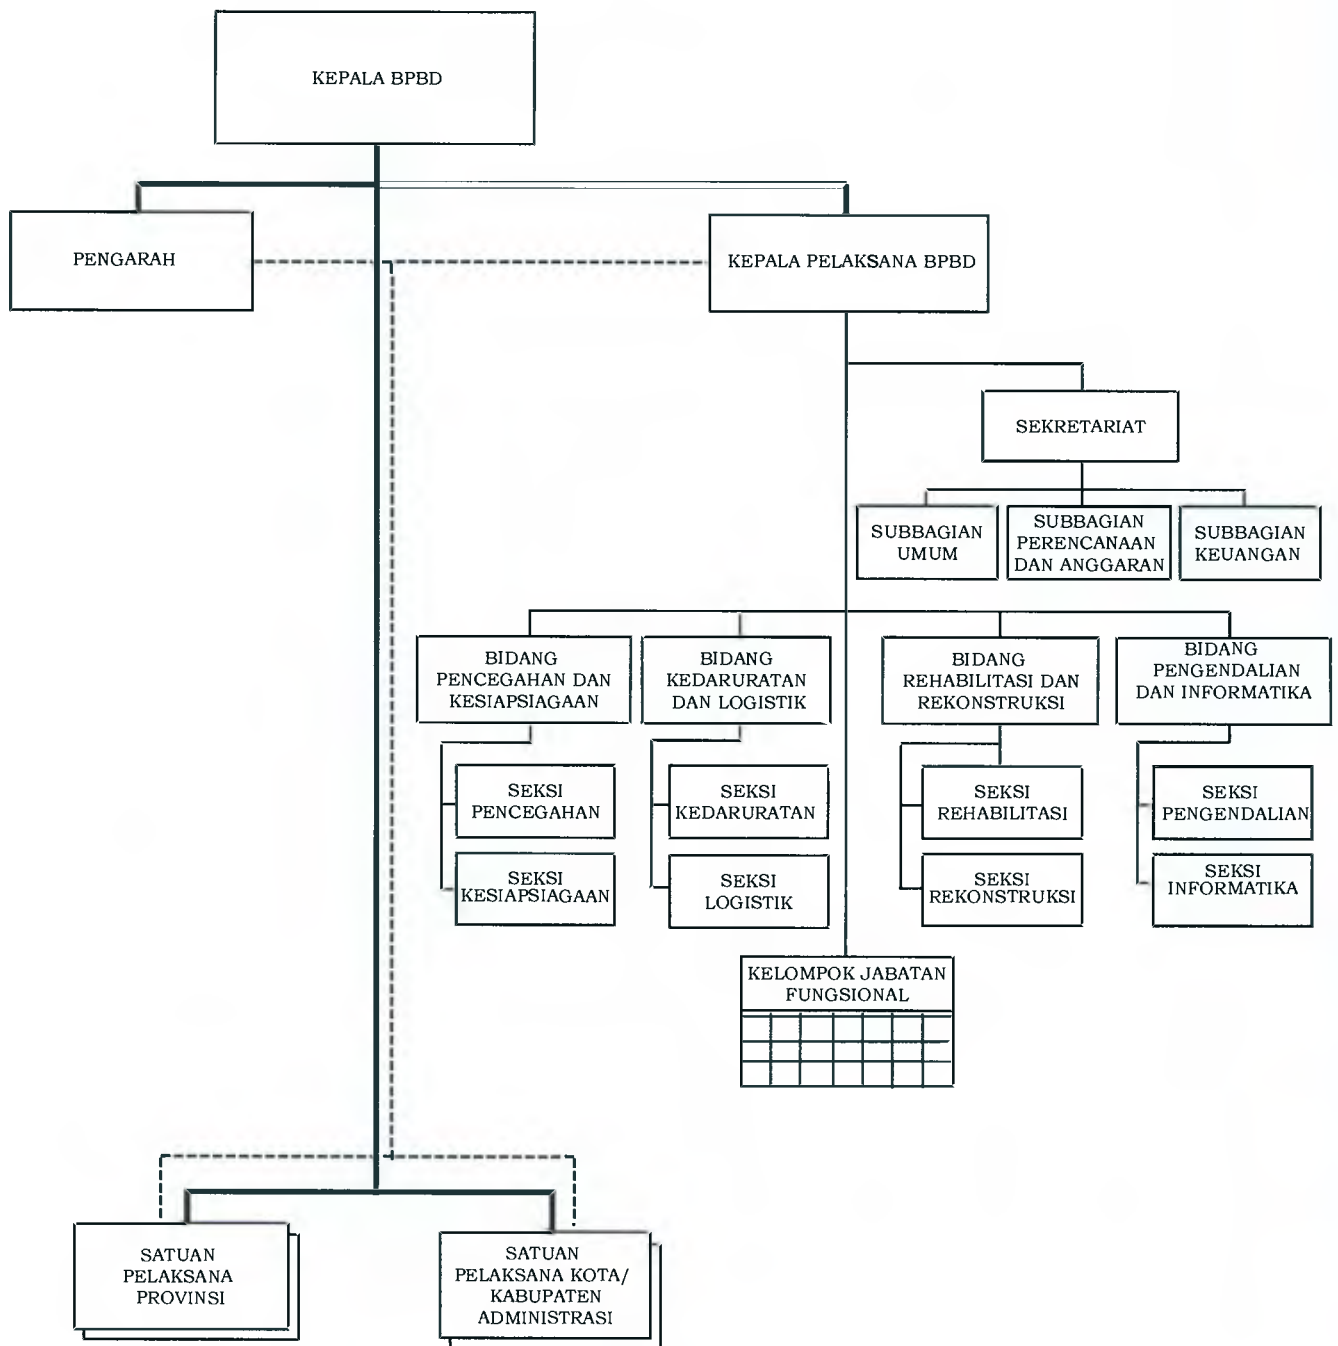 KEPALA BPBD
PENGARAH
KEPALA PELAKSANA BPBD
SEKRETARIAT
SUBBAGIAN
UMUM
SUBBAGIAN
PERENCANAAN
DAN ANGGARAN
SUBBAGIAN
KEUANGAN
BIDANG
PENCEGAHAN DAN
KESIAPSIAGAAN
BIDANG
KEDARURATAN
DAN LOGISTIK
BIDANG
REHABILITASI DAN
REKONSTRUKSI
BIDANG
PENGENDALIAN
DAN INFORMATIKA
SEKSI
PENCEGAHAN
SEKSI
KEDARURATAN
SEKSI
REHABILITASI
SEKSI
PENGENDALIAN
SEKSI
KESIAPSIAGAAN
SEKSI
LOGISTIK
SEKSI
REKONSTRUKSI
SEKSI
INFORMATIKA
KELOMPOK JABATAN
FUNGSIONAL
SATUAN
PELAKSANA
PROVINSI
SATUAN
PELAKSANA KOTA/
KABUPATEN
ADMINISTRASI